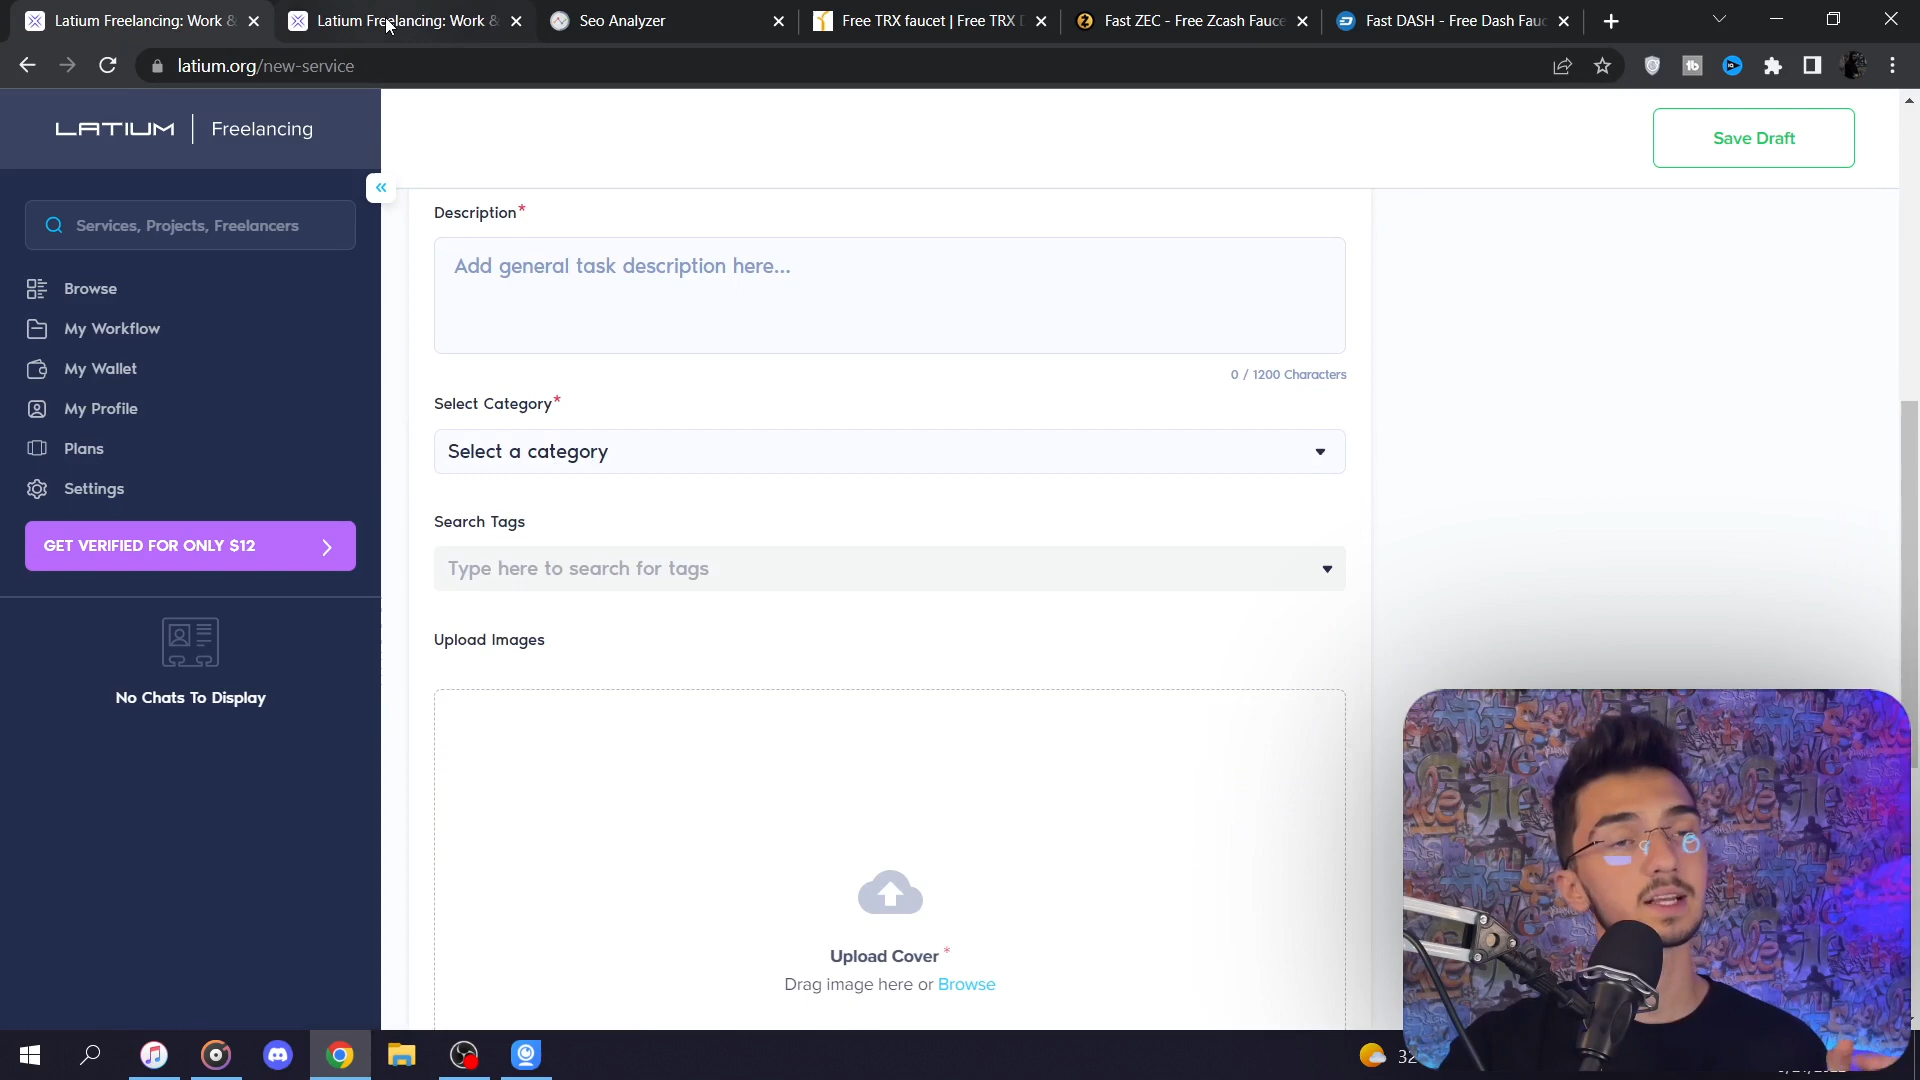 Latium Freelancing: Work &
Latium Freelancing: Work &
Seo Analyzer
Free TRX faucet | Free TRX
Fast ZEC - Free Zcash Fauce
Fast DASH - Free Dash Fauc
latium.org/new-service
LATIUM | Freelancing
Save Draft
Services, Projects, Freelancers
Browse
My Workflow
My Wallet
My Profile
Plans
Settings
GET VERIFIED FOR ONLY $12
No Chats To Display
Description*
Add general task description here...
0 / 1200 Characters
Select Category*
Select a category
Search Tags
Type here to search for tags
Upload Images
Upload Cover *
Drag image here or Browse